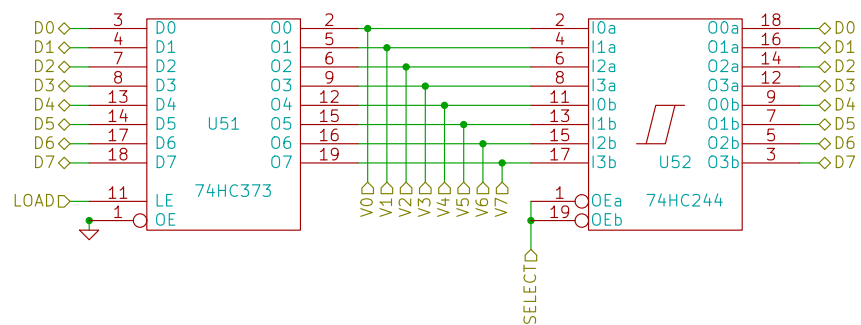 D0 3 D0 O0 2 2 I0a O0a 18 D0
D1 4 D1 O1 5 4 I1a O1a 16 D1
D2 7 D2 O2 6 6 I2a O2a 14 D2
D3 8 D3 O3 9 8 I3a O3a 12 D3
D4 13 D4 O4 12 11 I0b O0b 9 D4
D5 14 D5 U51 O5 15 13 I1b O1b 7 D5
D6 17 D6 O6 16 15 I2b O2b 5 D6
D7 18 D7 O7 19 17 I3b U52 O3b 3 D7
LOAD 11 LE 74HC373 V0 V1 V2 V3 V4 V5 V6 V7 1 OEa 74HC244
1 OE 19 OEb
SELECT